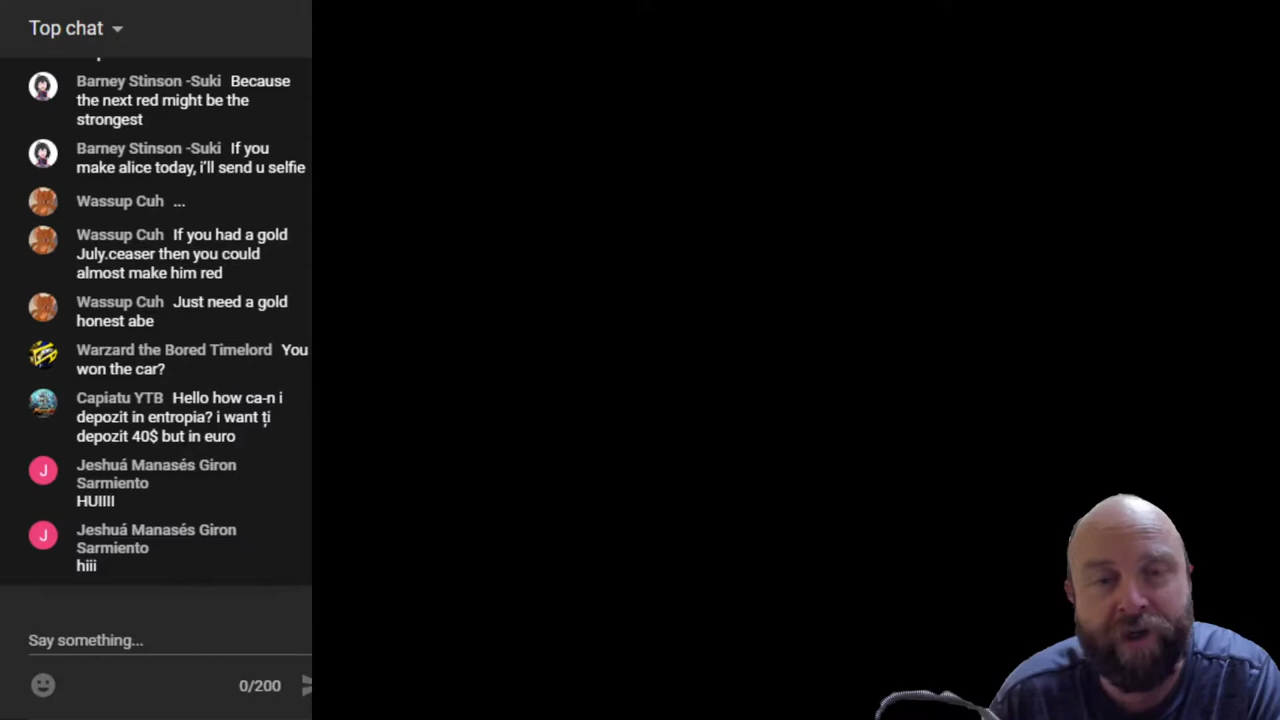 Top chat
Barney Stinson -Suki Because
the next red might be the
strongest
Barney Stinson -Suki If you
make alice today, i'll send u selfie
Wassup Cuh ...
Wassup Cuh If you had a gold
July.ceaser then you could
almost make him red
Wassup Cuh Just need a gold
honest abe
Warzard the Bored Timelord You
won the car?
Capiatu YTB Hello how ca-n i
depozit in entropia? i want ți
depozit 40$ but in euro
J
Jeshuá Manasés Giron
Sarmiento
HUIIII
J
Jeshuá Manasés Giron
Sarmiento
hiii
Say something...
0/200